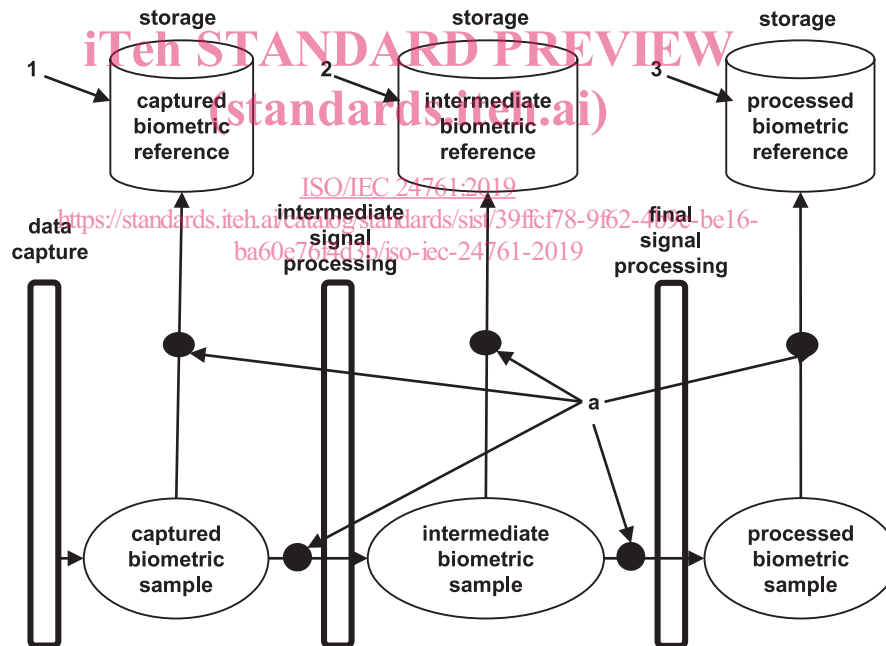 storage
storage
storage
iTeh STANDARD PREVIEW
(standards.iteh.ai)
1
2
3
captured
biometric
reference
intermediate
biometric
reference
processed
biometric
reference
ISO/IEC 24761:2019
https://standards.iteh.ai/catalog/standards/sist/39ffcf78-9f62-4b9e-be16-
ba60e76f4d3b/iso-iec-24761-2019
data
capture
intermediate
signal
processing
final
signal
processing
a
captured
biometric
sample
intermediate
biometric
sample
processed
biometric
sample